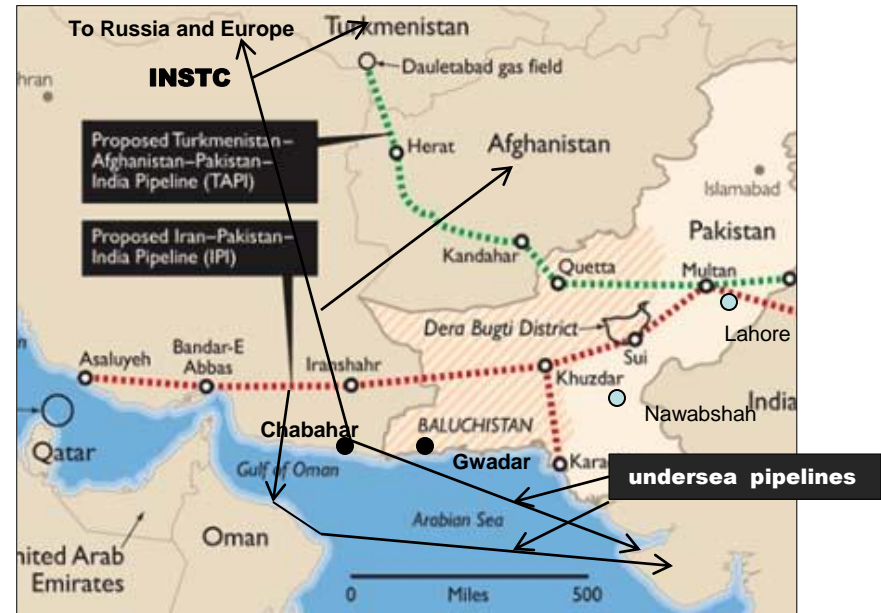 To Russia and Europe
Turkmenistan
INSTC
Dauletabad gas field
hran
Proposed Turkmenistan–
Afghanistan–Pakistan–
India Pipeline (TAPI)
Herat
Afghanistan
Islamabad
Proposed Iran–Pakistan–
India Pipeline (IPI)
Pakistan
Kandahar
Quetta
Multan
Dera Bugti District
Lahore
Asaluyeh
Bandar-E
Abbas
Iranshahr
Sui
Khuzdar
Nawabshah
India
Chabahar
BALUCHISTAN
Qatar
Gulf of Oman
Gwadar
Kara
undersea pipelines
Arabian Sea
Oman
nited Arab
Emirates
0
Miles
500